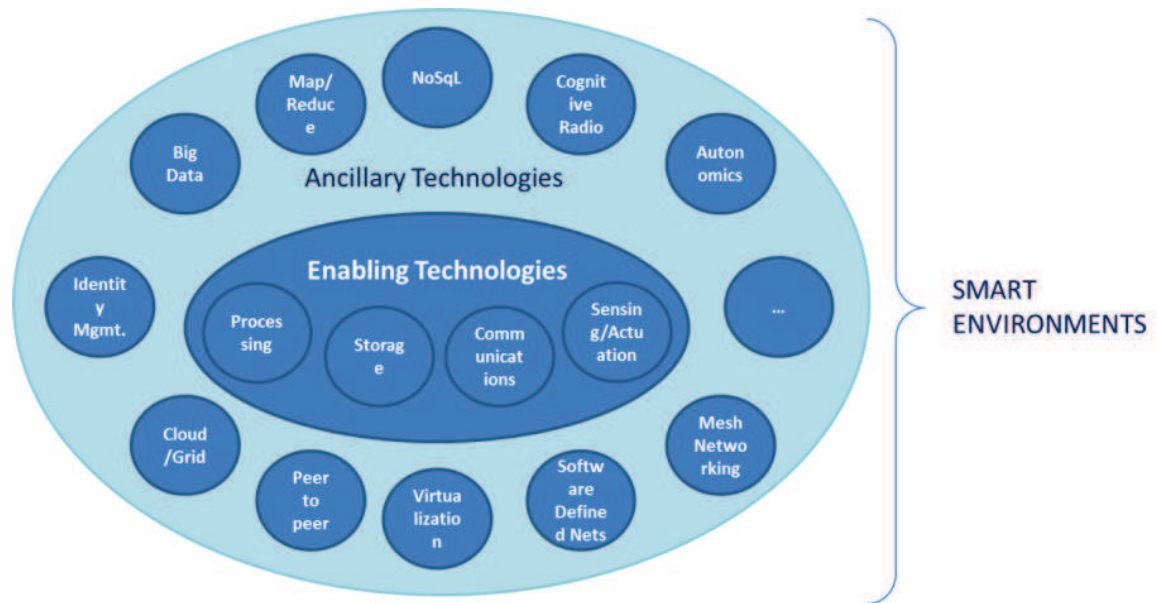 NoSqL
Map/
Reduc
e
Cognit
ive
Radio
Big
Data
Auton
omics
Ancillary Technologies
Identit
y
Mgmt.
Enabling Technologies
Proces
sing
Storag
e
Comm
unicat
ions
Sensin
g/Actu
ation
...
SMART
ENVIRONMENTS
Cloud
/Grid
Peer
to
peer
Virtua
lizatio
n
Softw
are
Define
d Nets
Mesh
Netwo
rking